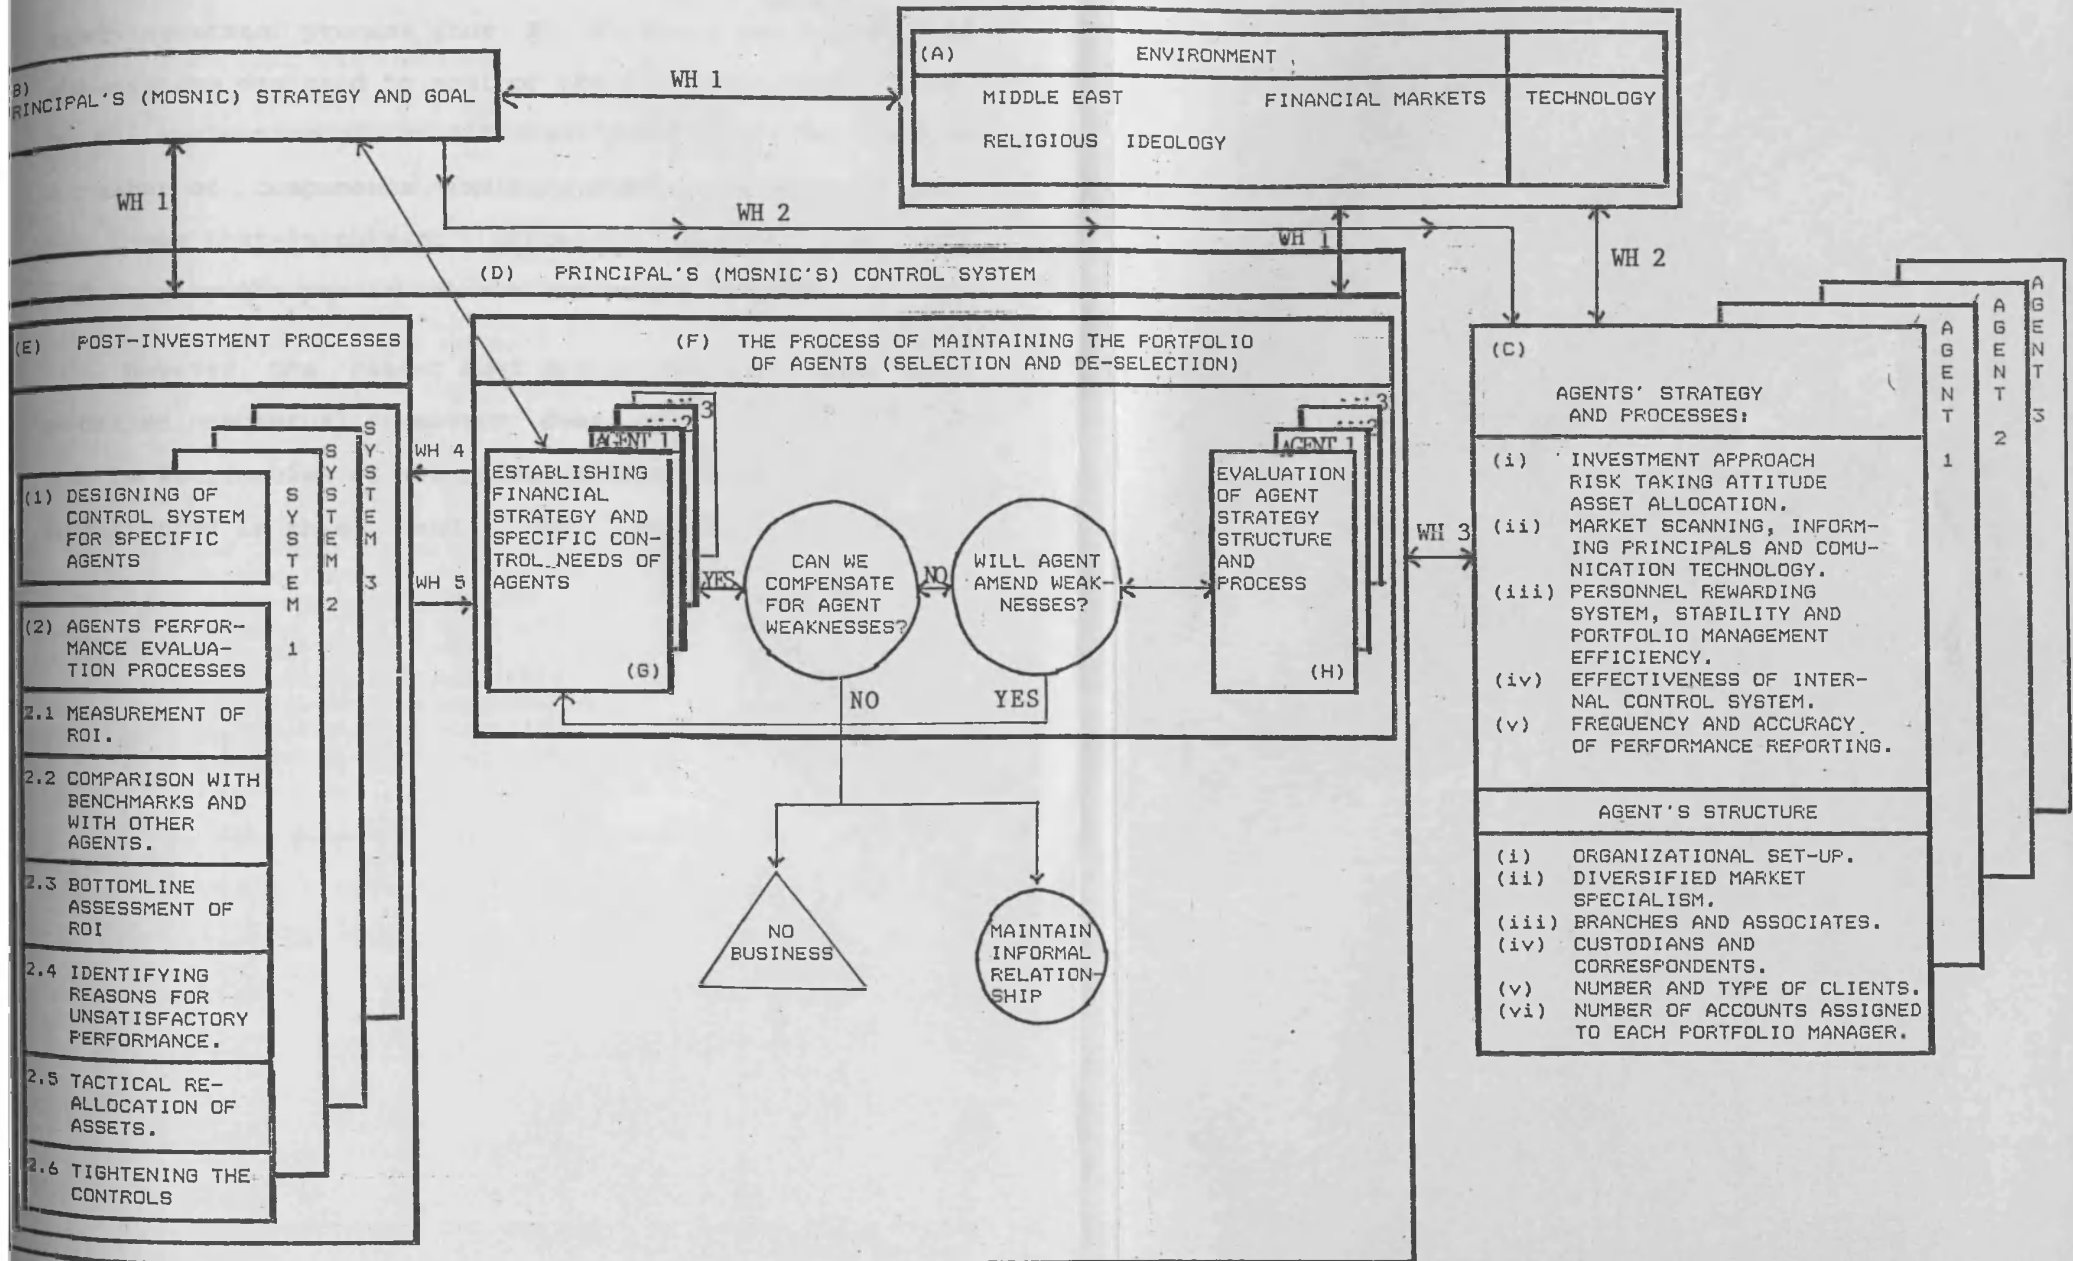 (A) ENVIRONMENT
MIDDLE EAST FINANCIAL MARKETS TECHNOLOGY
RELIGIOUS IDEOLOGY
B)
RINCIPAL'S (MOSNIC) STRATEGY AND GOAL
WH 1
WH 1
WH 2
WH 1
WH 2
(D) PRINCIPAL'S (MOSNIC'S) CONTROL SYSTEM
(E) POST-INVESTMENT PROCESSES
SYSTEM 1
SYSTEM 2
SYSTEM 3
(1) DESIGNING OF
CONTROL SYSTEM
FOR SPECIFIC
AGENTS
(2) AGENTS PERFOR-
MANCE EVALUA-
TION PROCESSES
2.1 MEASUREMENT OF
ROI.
2.2 COMPARISON WITH
BENCHMARKS AND
WITH OTHER
AGENTS.
2.3 BOTTOMLINE
ASSESSMENT OF
ROI
2.4 IDENTIFYING
REASONS FOR
UNSATISFACTORY
PERFORMANCE.
2.5 TACTICAL RE-
ALLOCATION OF
ASSETS.
2.6 TIGHTENING THE
CONTROLS
WH 4
WH 5
(F) THE PROCESS OF MAINTAINING THE PORTFOLIO
OF AGENTS (SELECTION AND DE-SELECTION)
...3
...2
AGENT 1
ESTABLISHING
FINANCIAL
STRATEGY AND
SPECIFIC CON-
TROL NEEDS OF
AGENTS
(G)
YES
CAN WE
COMPENSATE
FOR AGENT
WEAKNESSES?
NO
WILL AGENT
AMEND WEAK-
NESSES?
...3
...2
AGENT 1
EVALUATION
OF AGENT
STRATEGY
STRUCTURE
AND
PROCESS
(H)
NO
YES
NO
BUSINESS
MAINTAIN
INFORMAL
RELATION-
SHIP
WH 3
AGENT 1
AGENT 2
AGENT 3
(C)
AGENTS' STRATEGY
AND PROCESSES:
(i) INVESTMENT APPROACH
RISK TAKING ATTITUDE
ASSET ALLOCATION.
(ii) MARKET SCANNING, INFORM-
ING PRINCIPALS AND COMU-
NICATION TECHNOLOGY.
(iii) PERSONNEL REWARDING
SYSTEM, STABILITY AND
PORTFOLIO MANAGEMENT
EFFICIENCY.
(iv) EFFECTIVENESS OF INTER-
NAL CONTROL SYSTEM.
(v) FREQUENCY AND ACCURACY
OF PERFORMANCE REPORTING.
AGENT'S STRUCTURE
(i) ORGANIZATIONAL SET-UP.
(ii) DIVERSIFIED MARKET
SPECIALISM.
(iii) BRANCHES AND ASSOCIATES.
(iv) CUSTODIANS AND
CORRESPONDENTS.
(v) NUMBER AND TYPE OF CLIENTS.
(vi) NUMBER OF ACCOUNTS ASSIGNED
TO EACH PORTFOLIO MANAGER.